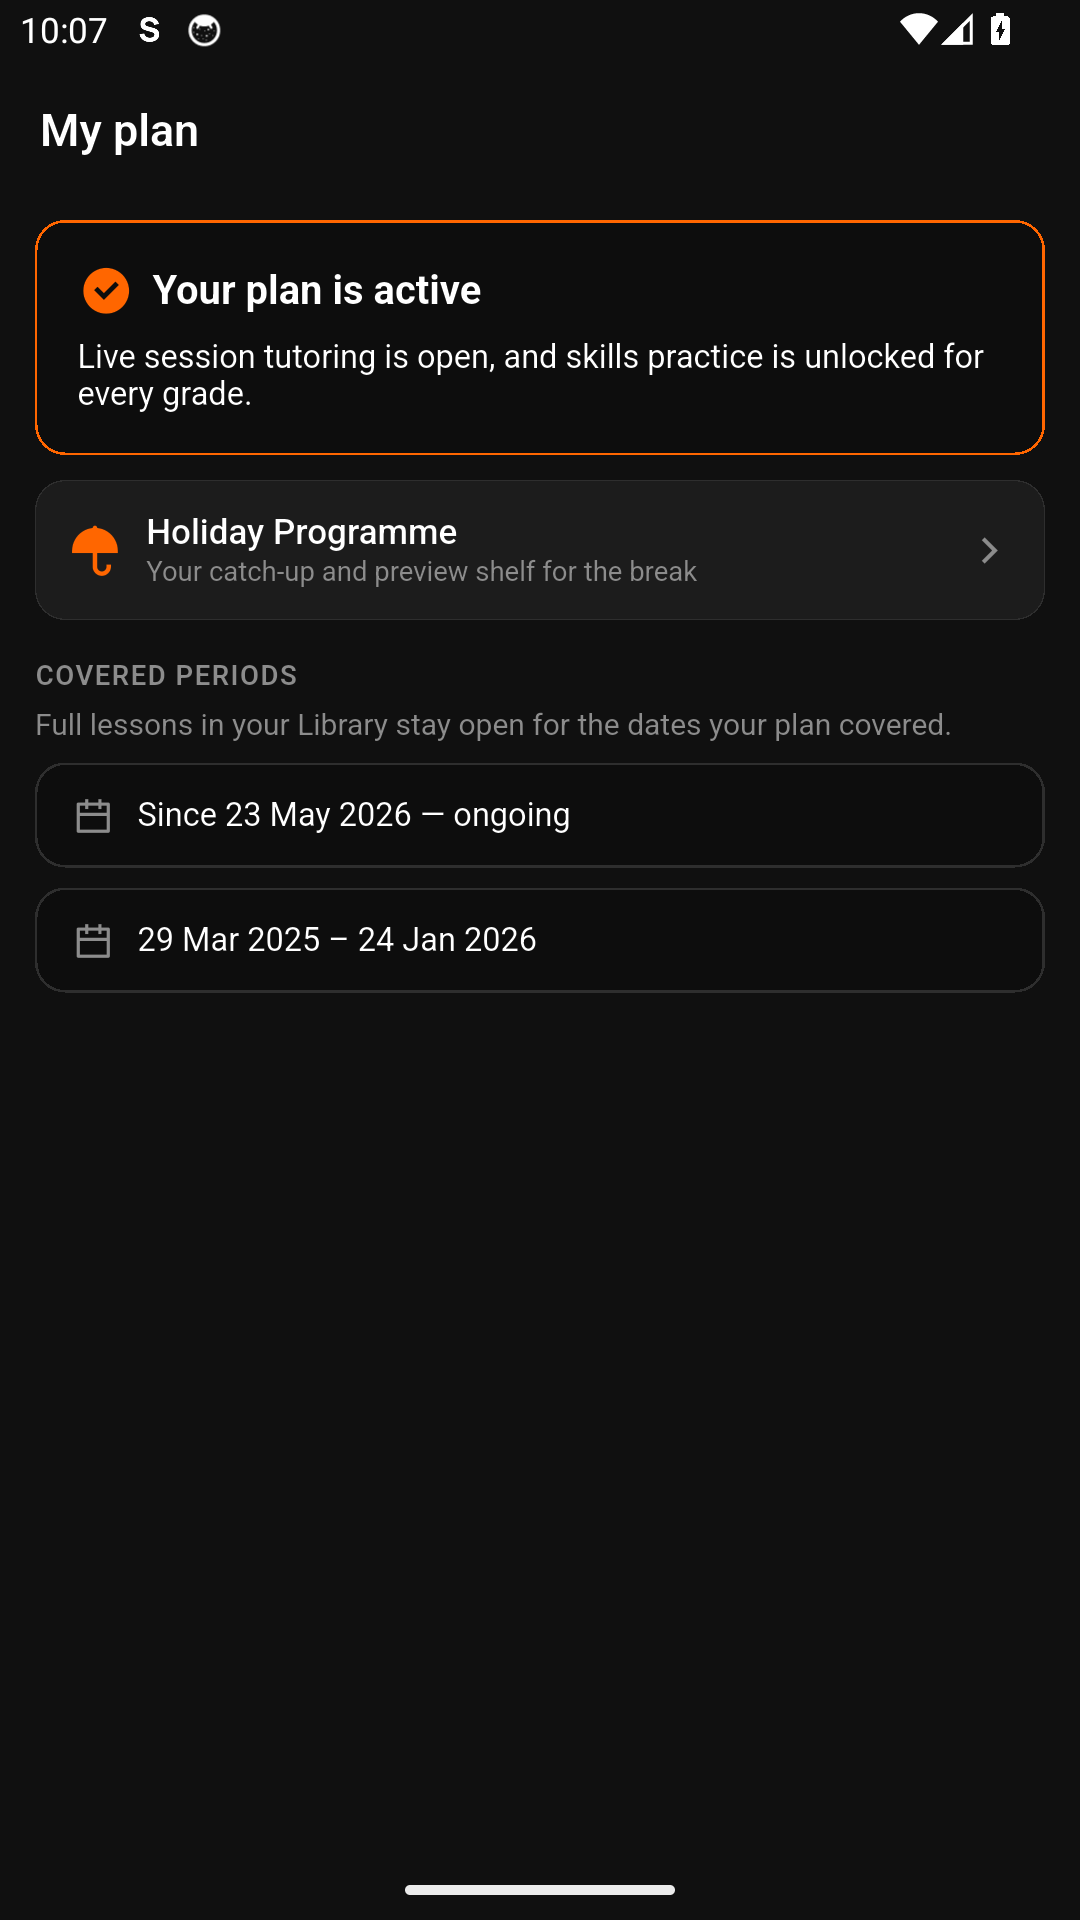 10:07 S
My plan
Your plan is active
Live session tutoring is open, and skills practice is unlocked for
every grade.
Holiday Programme
Your catch-up and preview shelf for the break
COVERED PERIODS
Full lessons in your Library stay open for the dates your plan covered.
Since 23 May 2026 — ongoing
29 Mar 2025 – 24 Jan 2026